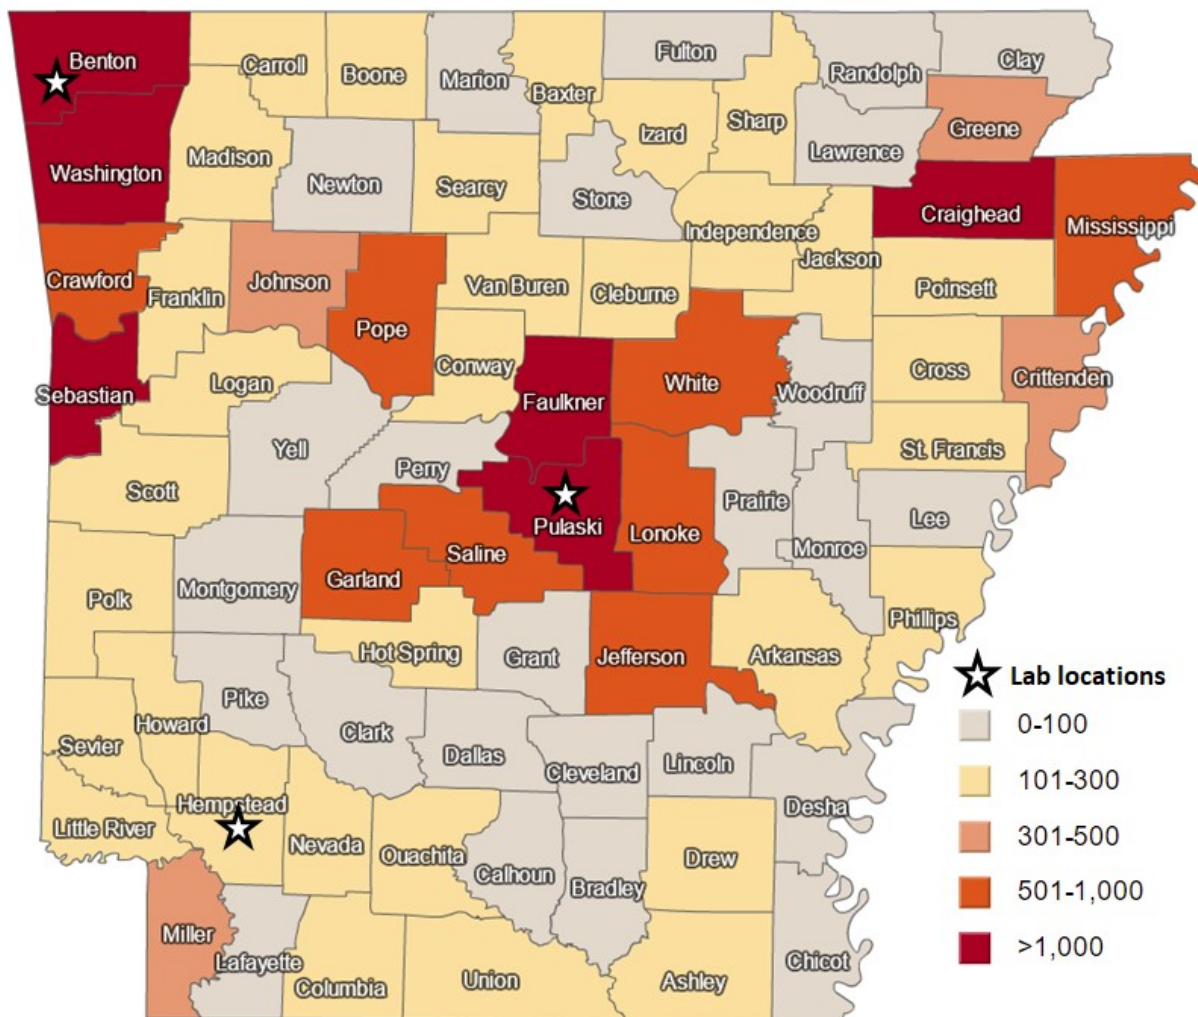 Benton
Carroll
Boone
Marion
Baxter
Fulton
Randolph
Clay
Washington
Madison
Newton
Searcy
Stone
Izard
Sharp
Lawrence
Greene
Craighead
Mississippi
Crawford
Franklin
Johnson
Pope
Van Buren
Cleburne
Independence
Jackson
Poinsett
Sebastian
Logan
Conway
Faulkner
White
Woodruff
Cross
Crittenden
Scott
Yell
Perry
Pulaski
Lonoke
Prairie
Monroe
St. Francis
Lee
Polk
Montgomery
Garland
Saline
Hot Spring
Grant
Jefferson
Arkansas
Phillips
Sevier
Howard
Pike
Clark
Dallas
Cleveland
Lincoln
Desha
Little River
Hempstead
Nevada
Ouachita
Calhoun
Bradley
Drew
Miller
Lafayette
Columbia
Union
Ashley
Chicot
Lab locations
0-100
101-300
301-500
501-1,000
>1,000